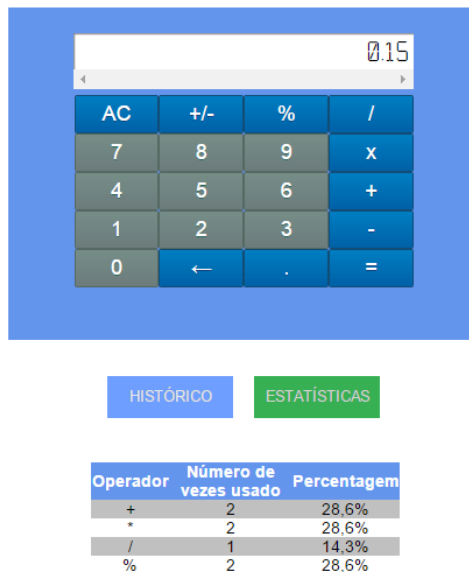 0.15
AC +/- % /
7 8 9 x
4 5 6 +
1 2 3 -
0 ← . =
HISTÓRICO ESTATÍSTICAS
Operador Número de vezes usado Percentagem
+ 2 28,6%
* 2 28,6%
/ 1 14,3%
% 2 28,6%